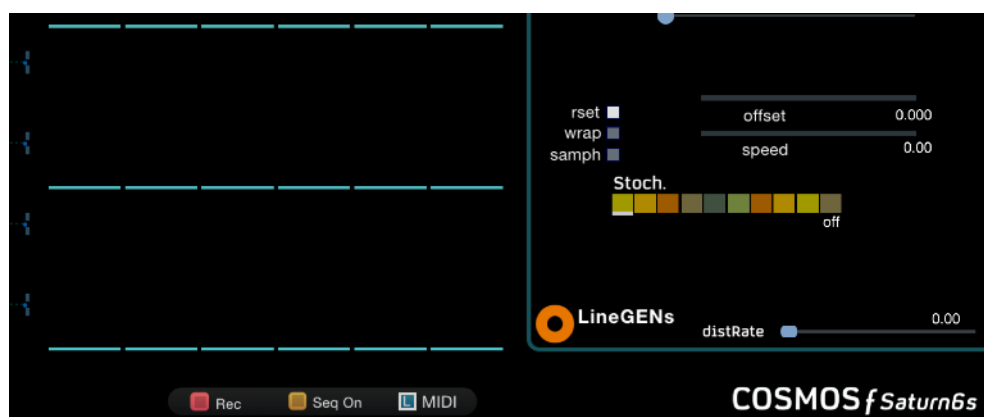 rset
offset 0.000
wrap
samph
speed 0.00
Stoch.
off
LineGENs
distRate 0.00
Rec Seq On L MIDI
COSMOS f Saturn6s